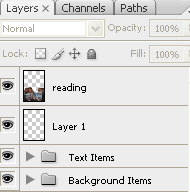 Layers × Channels Paths
Normal Opacity: 100%
Lock: Fill: 100%
reading
Layer 1
Text Items
Background Items